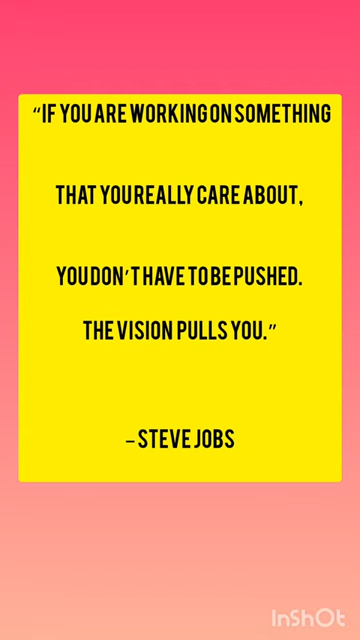 “IF YOU ARE WORKING ON SOMETHING
THAT YOU REALLY CARE ABOUT,
YOU DON'T HAVE TO BE PUSHED.
THE VISION PULLS YOU.”
– STEVE JOBS
InShOt